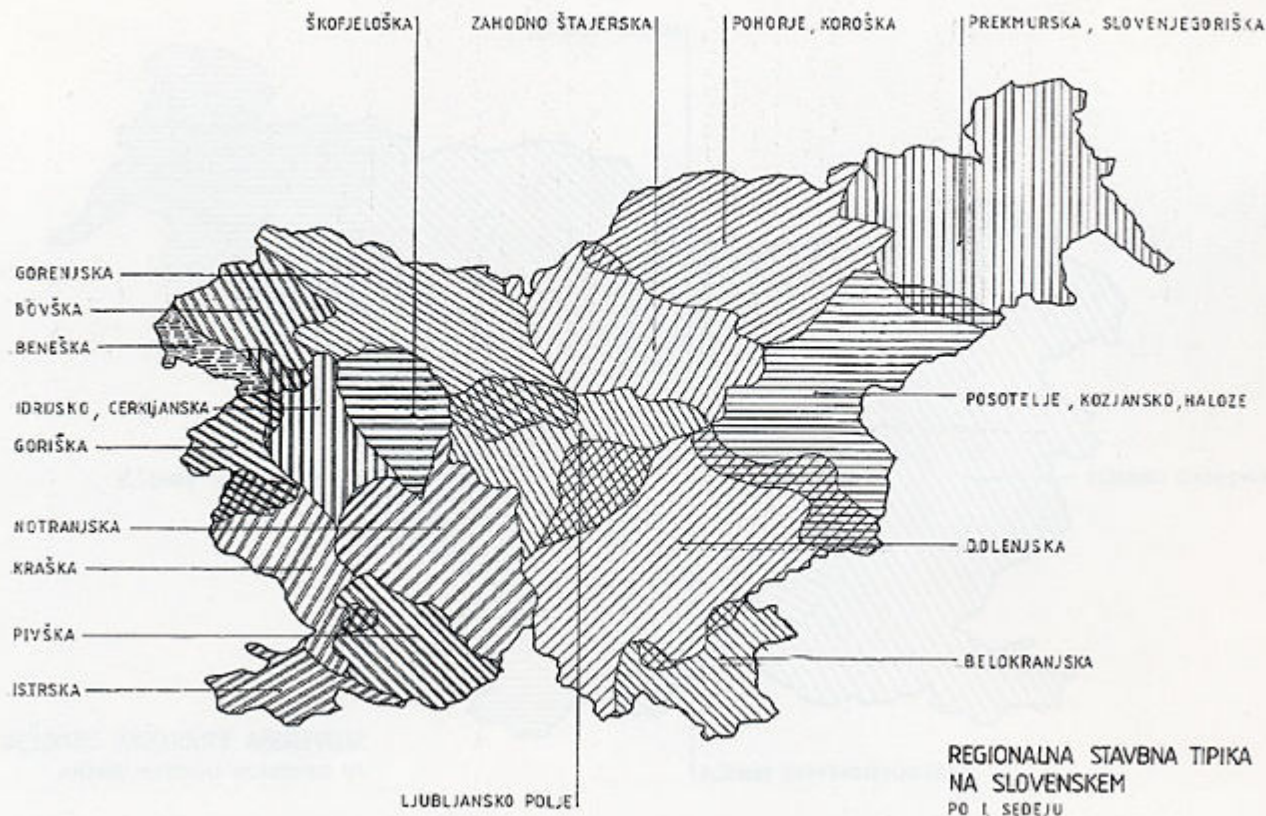 ŠKOFJELOŠKA
ZAHODNO ŠTAJERSKA
POHORJE, KOROŠKA
PREKMURSKA, SLOVENJEGORIŠKA
GORENJSKA
BOVŠKA
BENEŠKA
IDRIJSKO, CERKLJANSKA
GORIŠKA
NOTRANJSKA
KRAŠKA
PIVŠKA
ISTRSKA
POSOTELJE, KOZJANSKO, HALOZE
DOLENJSKA
BELOKRANJSKA
LJUBLJANSKO POLJE
REGIONALNA STAVBNA TIPIKA
NA SLOVENSKEM
PO I. SEDEJU